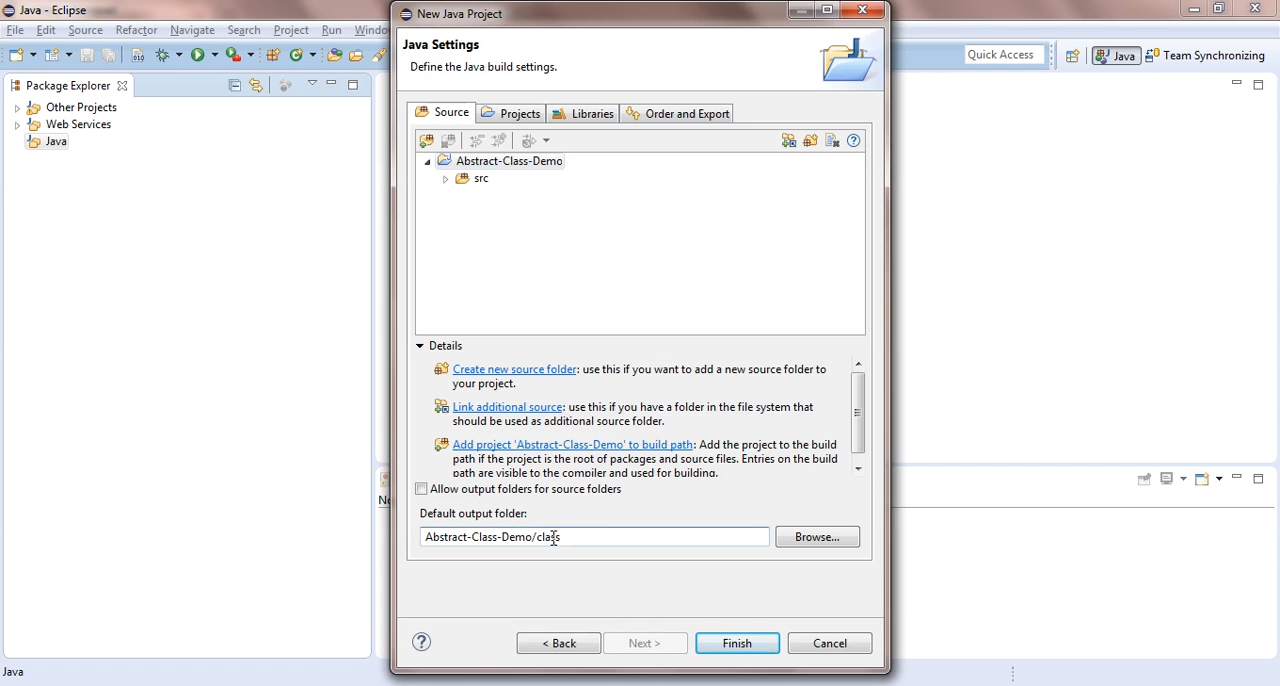 Java - Eclipse
File Edit Source Refactor Navigate Search Project Run
Quick Access
Java
Team Synchronizing
Package Explorer
Other Projects
Web Services
Java
New Java Project
Java Settings
Define the Java build settings.
Source Projects Libraries Order and Export
Abstract-Class-Demo
src
Details
Create new source folder: use this if you want to add a new source folder to
your project.
Link additional source: use this if you have a folder in the file system that
should be used as additional source folder.
Add project 'Abstract-Class-Demo' to build path: Add the project to the build
path if the project is the root of packages and source files. Entries on the build
path are visible to the compiler and used for building.
Allow output folders for source folders
Default output folder:
Abstract-Class-Demo/class
Browse...
< Back Next > Finish Cancel
Java